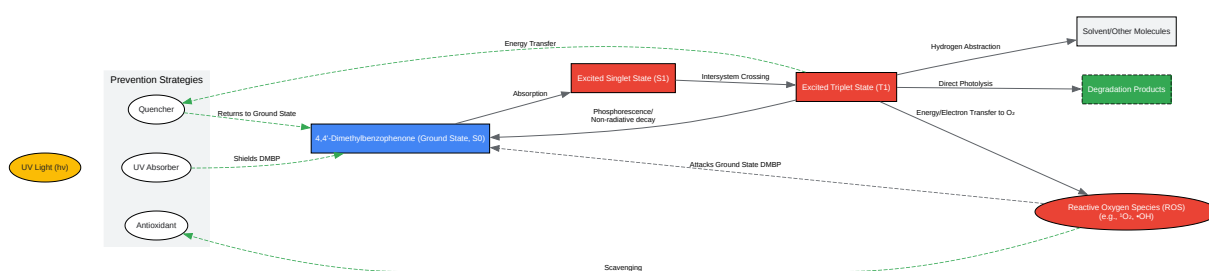 Solvent/Other Molecules
Energy Transfer
Hydrogen Abstraction
Prevention Strategies
Excited Singlet State (S1)
Intersystem Crossing
Excited Triplet State (T1)
Direct Photolysis
Degradation Products
Absorption
Quencher
Returns to Ground State
Phosphorescence/
Non-radiative decay
Energy/Electron Transfer to O₂
4,4'-Dimethylbenzophenone (Ground State, S0)
UV Light (hv)
UV Absorber
Shields DMBP
Attacks Ground State DMBP
Reactive Oxygen Species (ROS)
(e.g., ¹O₂, •OH)
Antioxidant
Scavenging